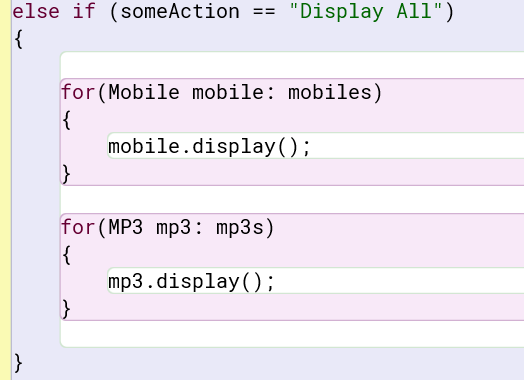 else if (someAction == "Display All")
{
for(Mobile mobile: mobiles)
{
mobile.display();
}
for(MP3 mp3: mp3s)
{
mp3.display();
}
}